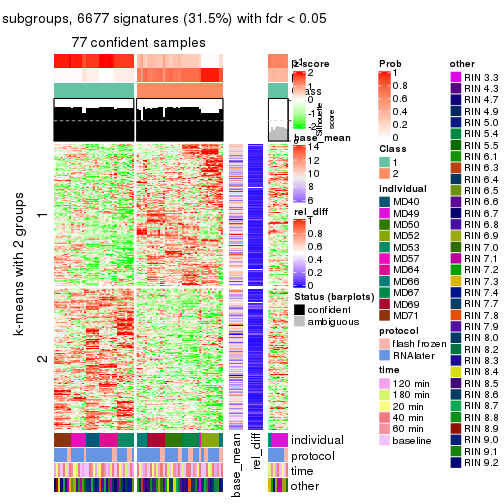 subgroups, 6677 signatures (31.5%) with fdr < 0.05
77 confident samples
k-means with 2 groups
1
2
p1
Class
Silhouette score
individual
protocol
time
other
base_mean
rel_diff
z-score
2
1
0
-1
-2
base_mean
14
12
10
8
6
rel_diff
1
0.8
0.6
0.4
0.2
0
Status (barplots)
confident
ambiguous
Prob
1
0.8
0.6
0.4
0.2
0
Class
1
2
individual
MD40
MD49
MD50
MD52
MD53
MD57
MD64
MD66
MD67
MD69
MD71
protocol
flash frozen
RNAlater
time
120 min
180 min
20 min
40 min
60 min
baseline
other
RIN 3.3
RIN 4.3
RIN 4.7
RIN 4.9
RIN 5.0
RIN 5.4
RIN 5.5
RIN 6.1
RIN 6.3
RIN 6.4
RIN 6.5
RIN 6.6
RIN 6.7
RIN 6.8
RIN 6.9
RIN 7.0
RIN 7.1
RIN 7.2
RIN 7.3
RIN 7.4
RIN 7.7
RIN 7.8
RIN 7.9
RIN 8.0
RIN 8.2
RIN 8.3
RIN 8.4
RIN 8.5
RIN 8.6
RIN 8.7
RIN 8.8
RIN 8.9
RIN 9.0
RIN 9.1
RIN 9.2